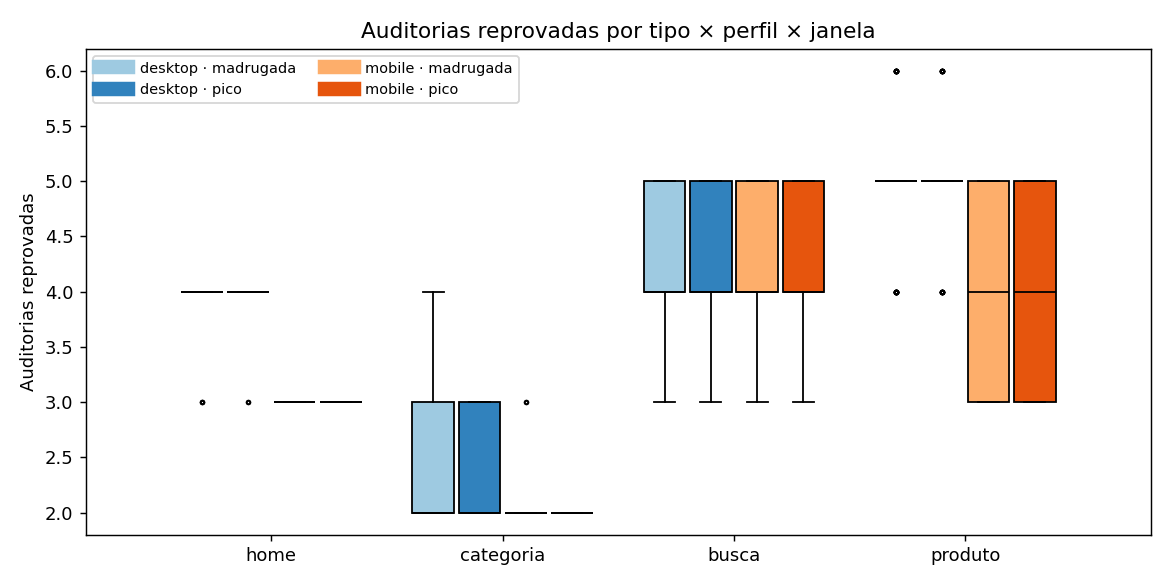 Auditorias reprovadas por tipo × perfil × janela
desktop · madrugada
desktop · pico
mobile · madrugada
mobile · pico
Auditorias reprovadas
6.0
5.5
5.0
4.5
4.0
3.5
3.0
2.5
2.0
home
categoria
busca
produto